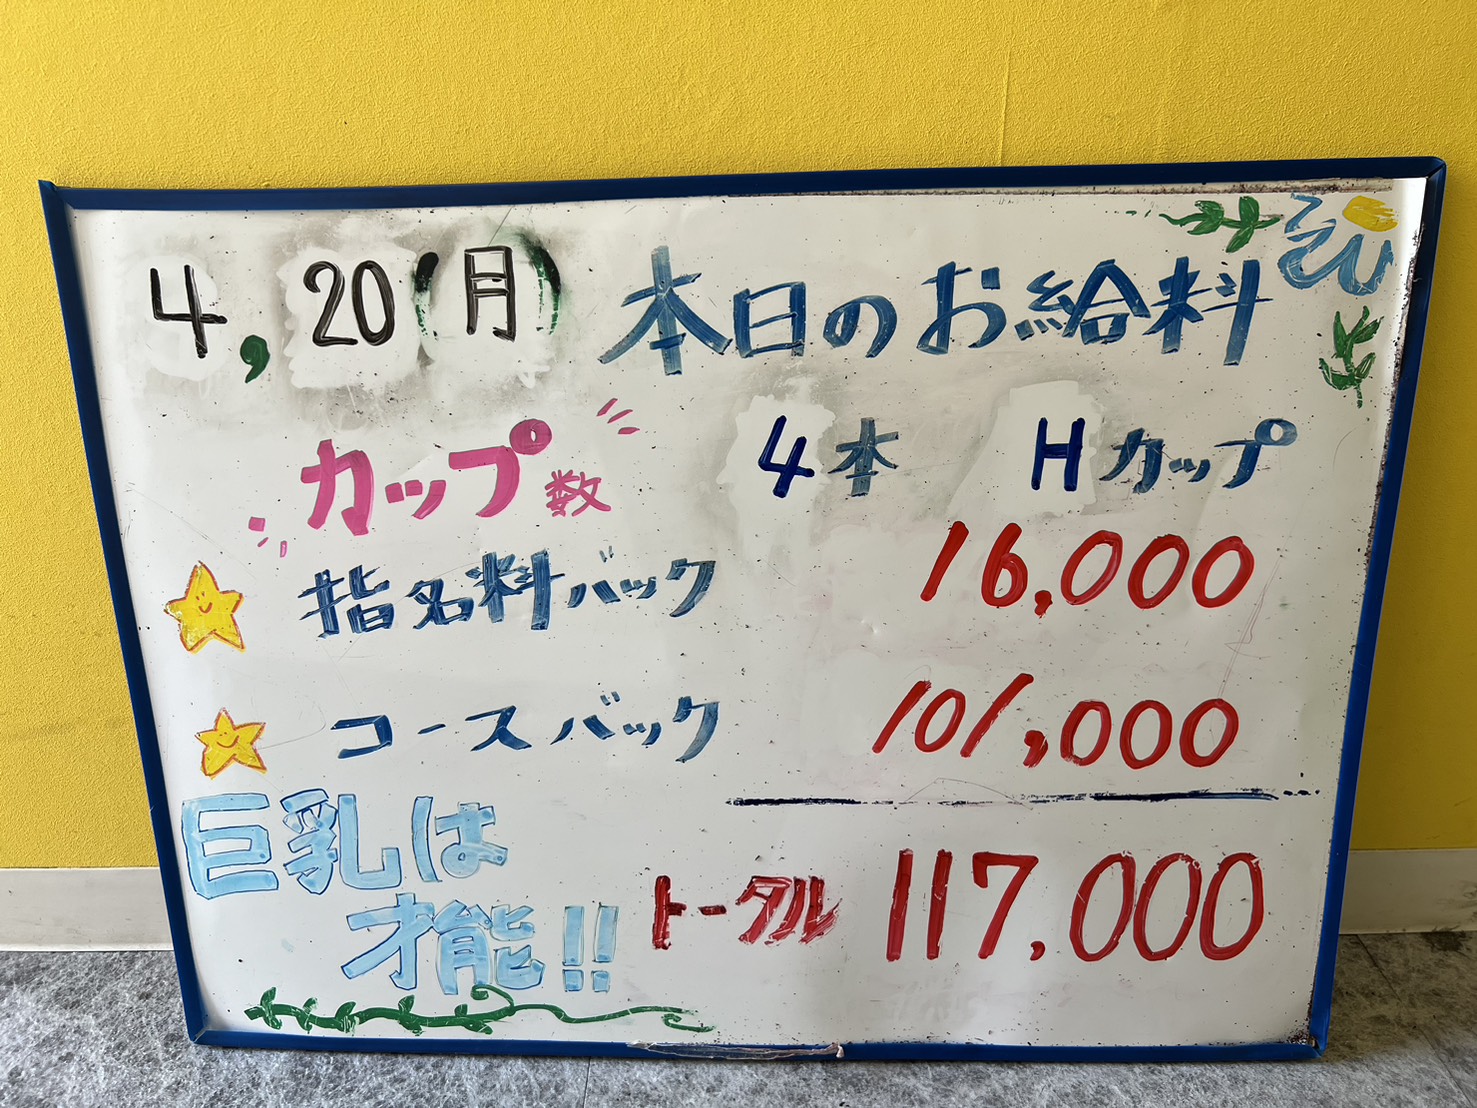 4,20(月) 本日のお給料
カップ数 4本 Hカップ
指名料バック 16,000
コースバック 101,000
巨乳は
才能!! トータル 117,000